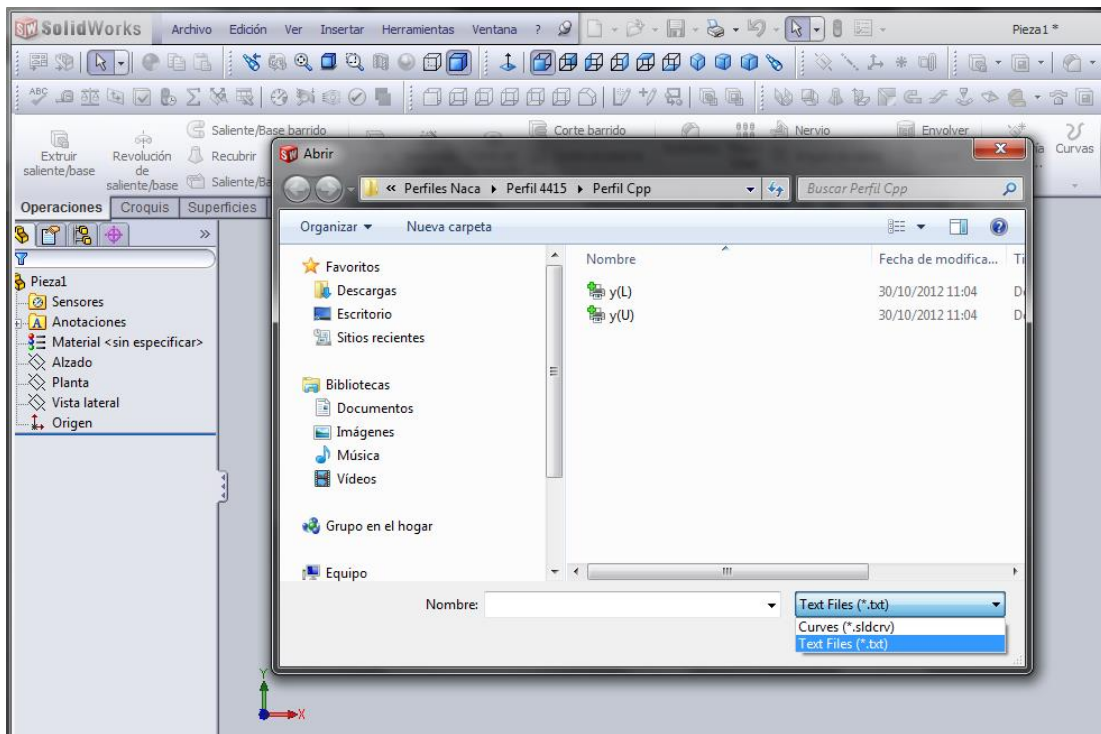 SolidWorks Archivo Edición Ver Insertar Herramientas Ventana ? Pieza1 *
Saliente/Base barrido Corte barrido Nervio Envolver
Extruir saliente/base Revolución de saliente/base Recubrir Curvas
Saliente/Ba
Operaciones Croquis Superficies
Abrir
Perfiles Naca Perfil 4415 Perfil Cpp Buscar Perfil Cpp
Organizar Nueva carpeta
Pieza1
Sensores
Anotaciones
Material <sin especificar>
Alzado
Planta
Vista lateral
Origen
Favoritos
Descargas
Escritorio
Sitios recientes
Bibliotecas
Documentos
Imágenes
Música
Vídeos
Grupo en el hogar
Equipo
Nombre Fecha de modifica... Ti
y(L) 30/10/2012 11:04
y(U) 30/10/2012 11:04
Nombre: Text Files (*.txt)
Curves (*.sldcrv)
Text Files (*.txt)
Y
X